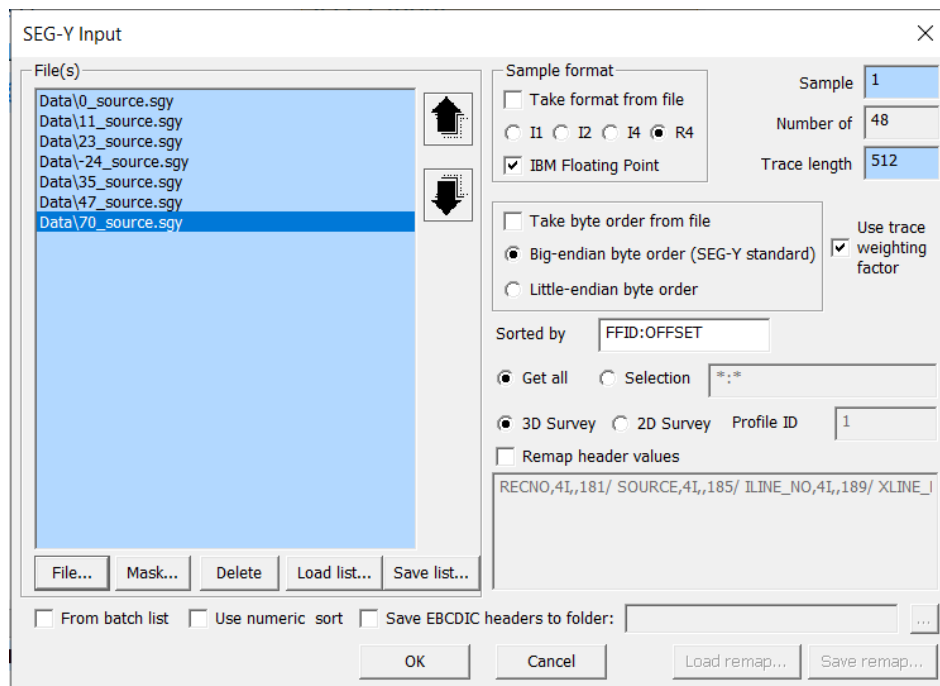 SEG-Y Input
File(s)
Data\0_source.sgy
Data\11_source.sgy
Data\23_source.sgy
Data\-24_source.sgy
Data\35_source.sgy
Data\47_source.sgy
Data\70_source.sgy
File...
Mask...
Delete
Load list...
Save list...
Sample format
Take format from file
I1 I2 I4 R4
IBM Floating Point
Sample 1
Number of 48
Trace length 512
Take byte order from file
Big-endian byte order (SEG-Y standard)
Little-endian byte order
Use trace
weighting
factor
Sorted by FFID:OFFSET
Get all Selection *:*
3D Survey 2D Survey Profile ID 1
Remap header values
RECNO,4I,,181/ SOURCE,4I,,185/ ILINE_NO,4I,,189/ XLINE_
From batch list Use numeric sort Save EBCDIC headers to folder: ...
OK Cancel Load remap... Save remap...